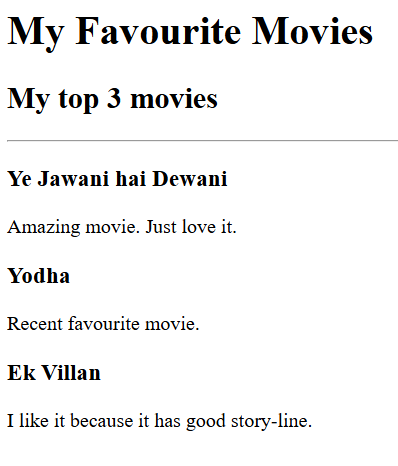 My Favourite Movies
My top 3 movies
Ye Jawani hai Dewani
Amazing movie. Just love it.
Yodha
Recent favourite movie.
Ek Villan
I like it because it has good story-line.